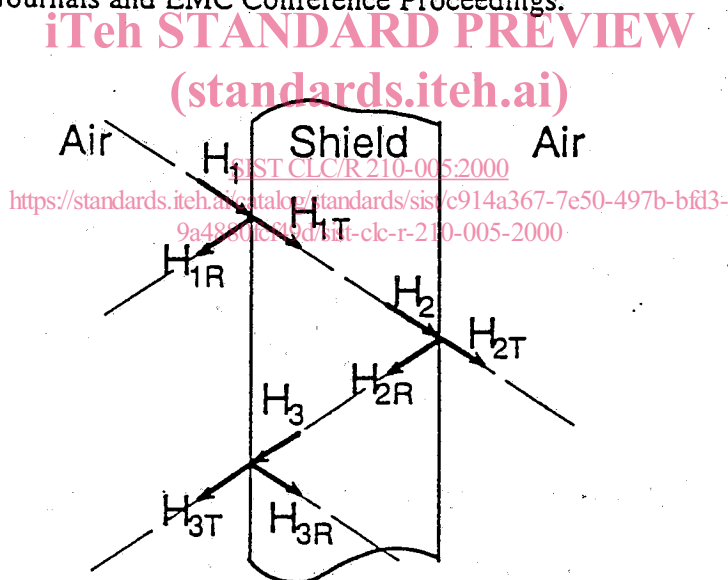 Journals and EMC Conference Proceedings.
iTeh STANDARD PREVIEW
(standards.iteh.ai)
Air Shield Air
H1
SIST CLC/R 210-005:2000
https://standards.iteh.ai/catalog/standards/sist/c914a367-7e50-497b-bfd3-
H1T
9a4880fcf49d/sist-clc-r-210-005-2000
H1R
H2
H2T
H2R
H3
H3T
H3R